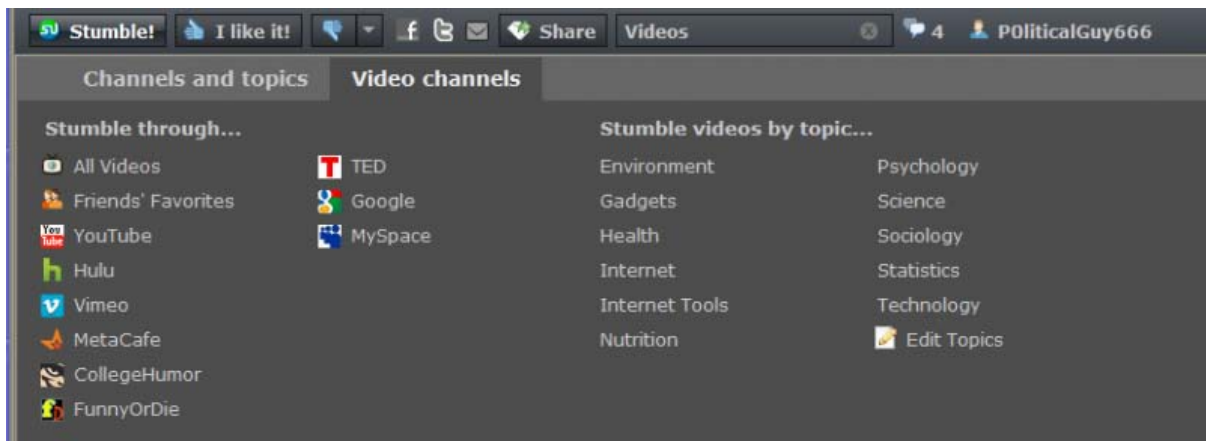 Stumble! I like it! Share Videos 4 P0liticalGuy666
Channels and topics Video channels
Stumble through...
All Videos
Friends' Favorites
YouTube
Hulu
Vimeo
MetaCafe
CollegeHumor
FunnyOrDie
TED
Google
MySpace
Stumble videos by topic...
Environment
Gadgets
Health
Internet
Internet Tools
Nutrition
Psychology
Science
Sociology
Statistics
Technology
Edit Topics